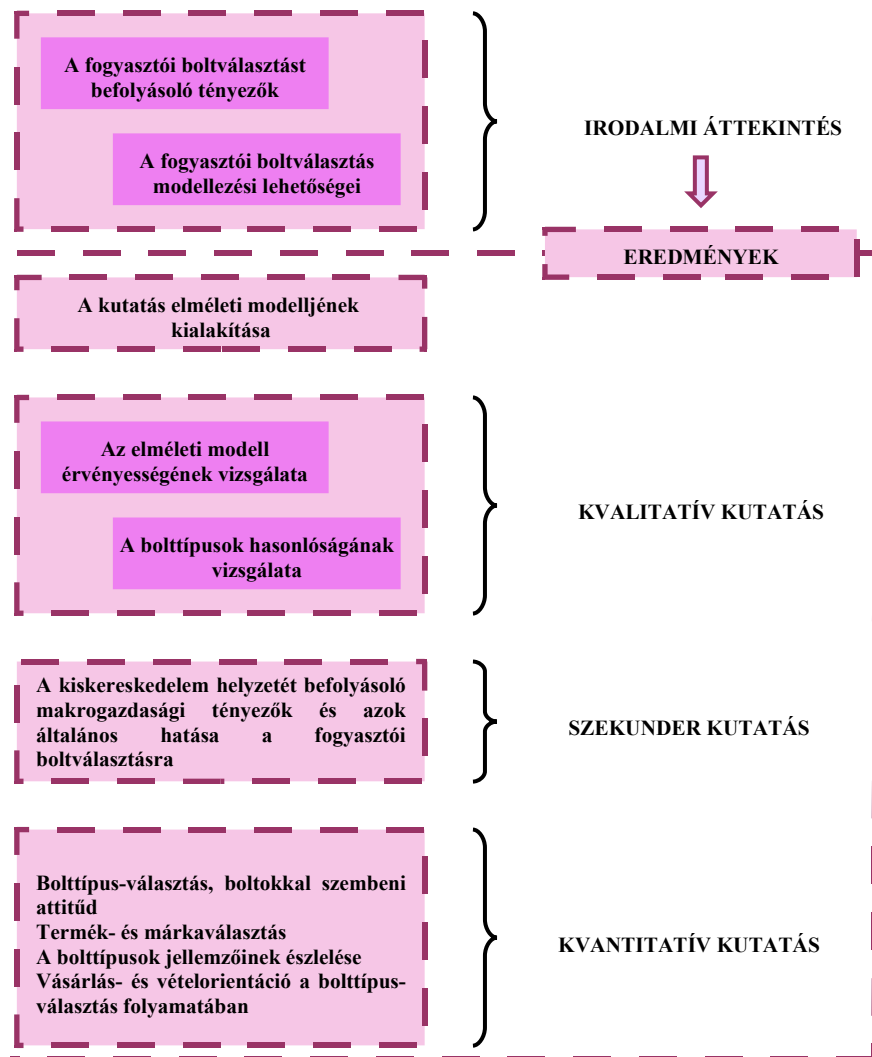 A fogyasztói boltválasztást
befolyásoló tényezők
A fogyasztói boltválasztás
modellezési lehetőségei
IRODALMI ÁTTEKINTÉS
EREDMÉNYEK
A kutatás elméleti modelljének
kialakítása
Az elméleti modell
érvényességének vizsgálata
A bolttípusok hasonlóságának
vizsgálata
KVALITATÍV KUTATÁS
A kiskereskedelem helyzetét befolyásoló
makrogazdasági tényezők és azok
általános hatása a fogyasztói
boltválasztásra
SZEKUNDER KUTATÁS
Bolttípus-választás, boltokkal szembeni
attitűd
Termék- és márkaválasztás
A bolttípusok jellemzőinek észlelése
Vásárlás- és vételorientáció a bolttípus-
választás folyamatában
KVANTITATÍV KUTATÁS